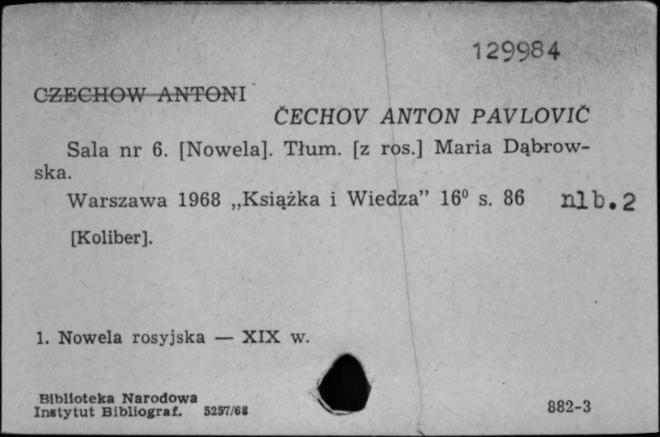 129984
CZECHOW ANTONI
ČECHOV ANTON PAVLOVIČ
Sala nr 6. [Nowela]. Tłum. [z ros.] Maria Dąbrow-
ska.
Warszawa 1968 „Książka i Wiedza” 16⁰ s. 86 nlb.2
[Koliber].
1. Nowela rosyjska — XIX w.
Biblioteka Narodowa
Instytut Bibliograf. 5257/68
882-3